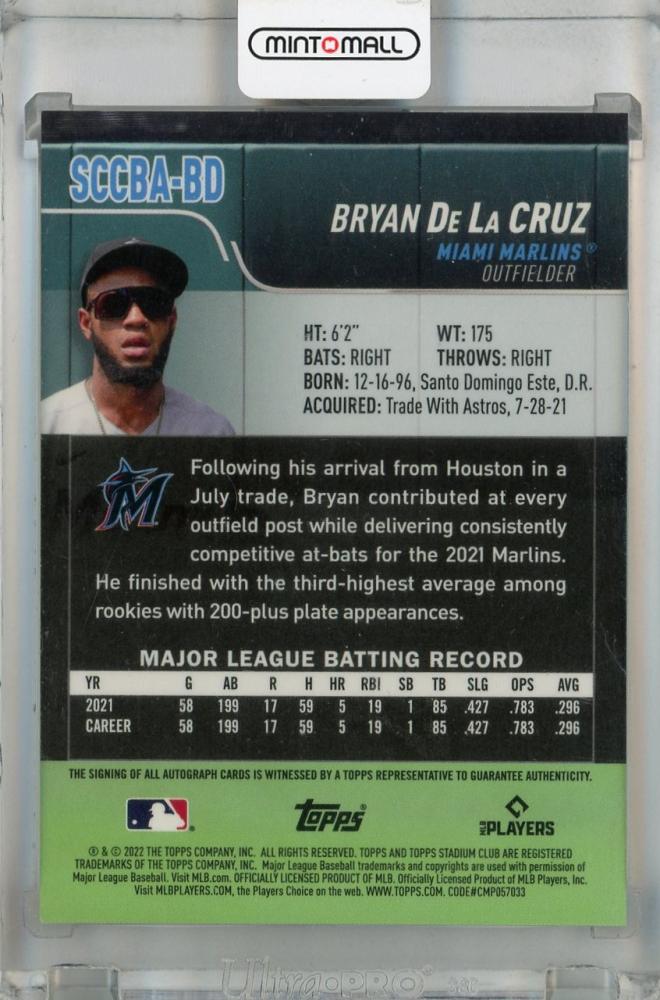 MINTOMALL
SCCBA-BD
BRYAN DE LA CRUZ
MIAMI MARLINS®
OUTFIELDER
HT: 6'2" WT: 175
BATS: RIGHT THROWS: RIGHT
BORN: 12-16-96, Santo Domingo Este, D.R.
ACQUIRED: Trade With Astros, 7-28-21
M
Following his arrival from Houston in a
July trade, Bryan contributed at every
outfield post while delivering consistently
competitive at-bats for the 2021 Marlins.
He finished with the third-highest average among
rookies with 200-plus plate appearances.
MAJOR LEAGUE BATTING RECORD
YR G AB R H HR RBI SB TB SLG OPS AVG
2021 58 199 17 59 5 19 1 85 .427 .783 .296
CAREER 58 199 17 59 5 19 1 85 .427 .783 .296
THE SIGNING OF ALL AUTOGRAPH CARDS IS WITNESSED BY A TOPPS REPRESENTATIVE TO GUARANTEE AUTHENTICITY.
topps®
MLB PLAYERS
® & © 2022 THE TOPPS COMPANY, INC. ALL RIGHTS RESERVED. TOPPS AND TOPPS STADIUM CLUB ARE REGISTERED
TRADEMARKS OF THE TOPPS COMPANY, INC. Major League Baseball trademarks and copyrights are used with permission of
Major League Baseball. Visit MLB.com. OFFICIALLY LICENSED PRODUCT OF MLB. Officially Licensed Product of MLB Players, Inc.
Visit MLBPLAYERS.COM, the Players Choice on the web. WWW.TOPPS.COM. CODE#CMP057033
Ultra•PRO®